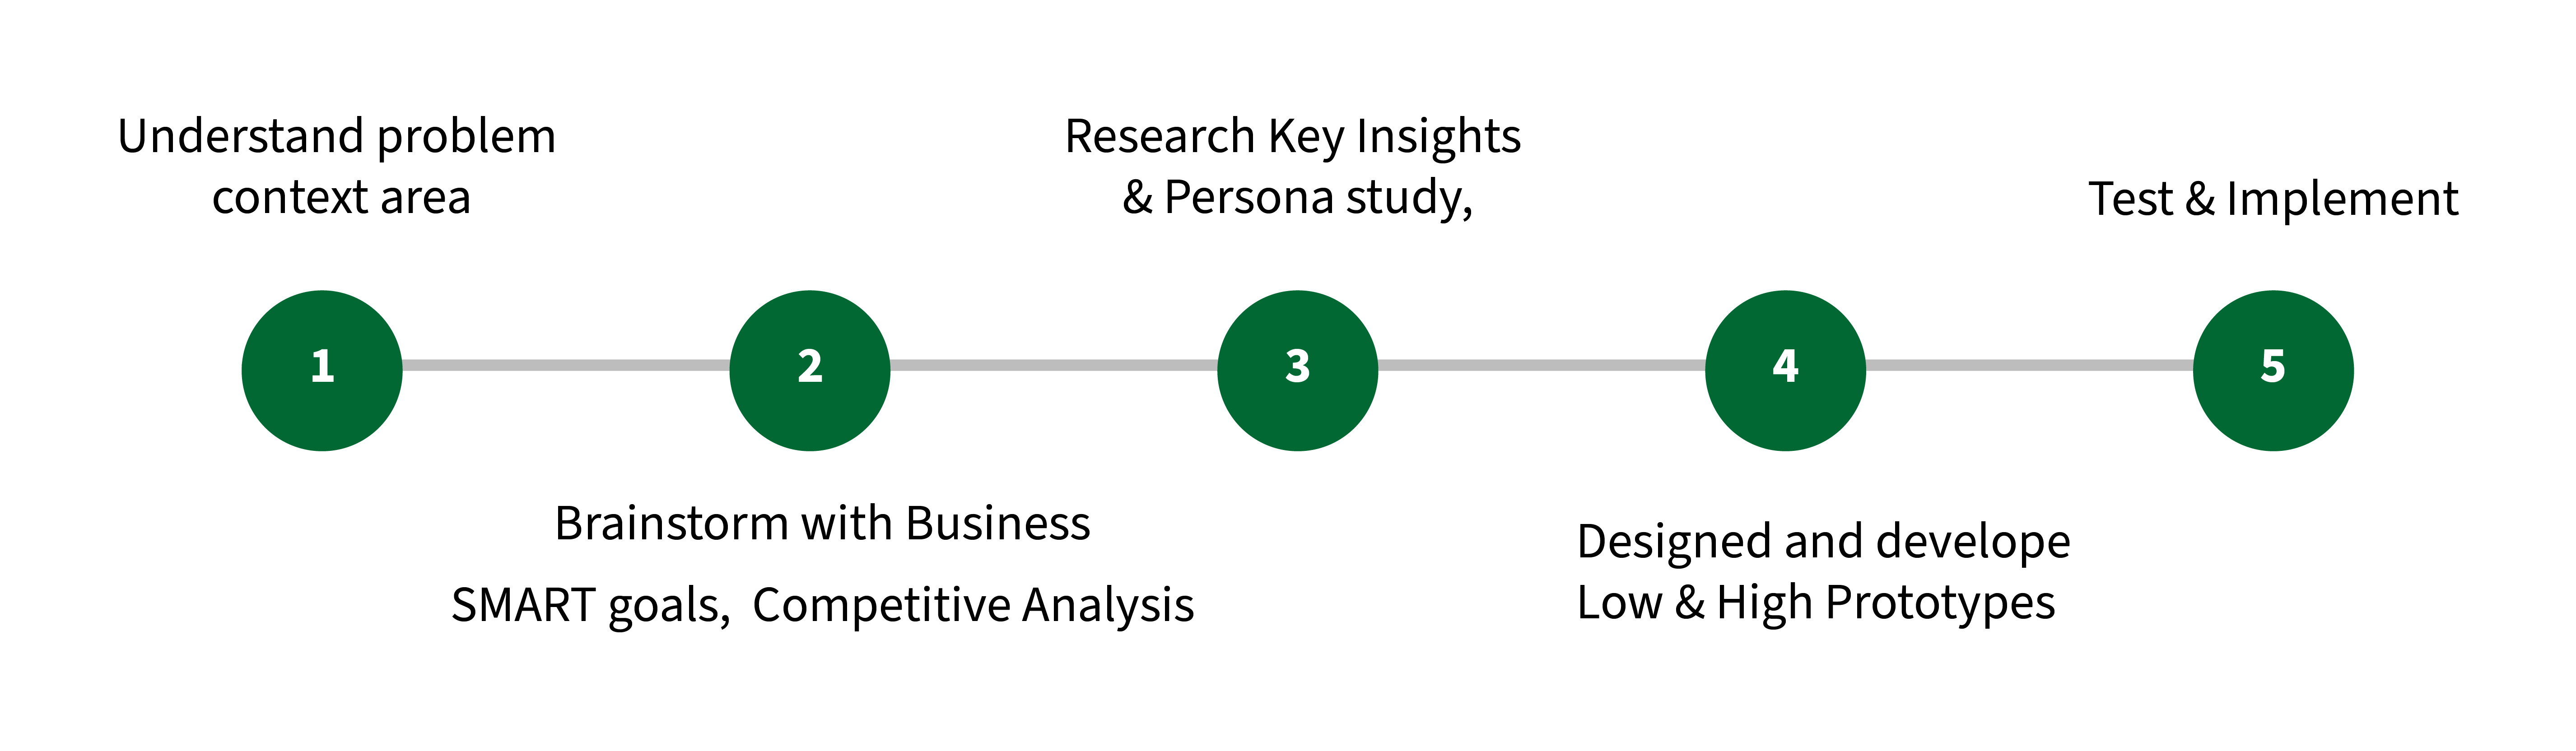 Understand problem
context area
Research Key Insights
& Persona study,
Test & Implement
1
2
3
4
5
Brainstorm with Business
SMART goals,  Competitive Analysis
Designed and develope
Low & High Prototypes